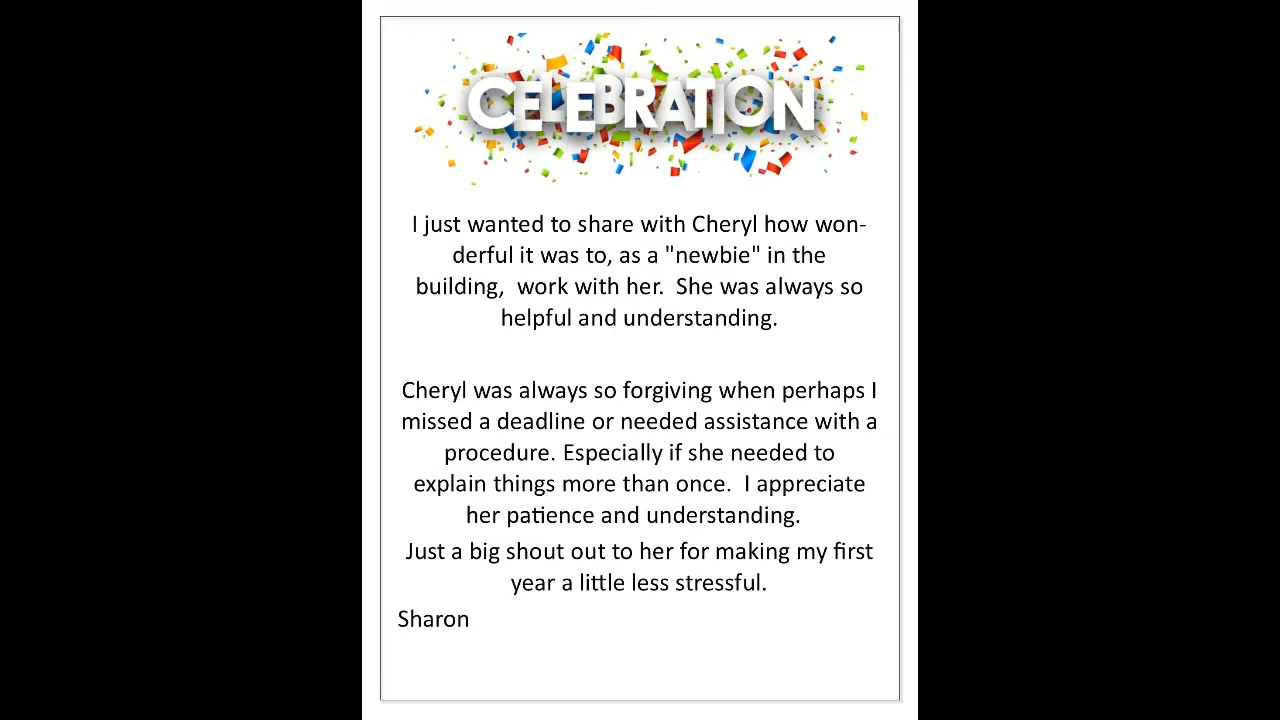 CELEBRATION
I just wanted to share with Cheryl how won-
derful it was to, as a "newbie" in the
building,  work with her.  She was always so
helpful and understanding.
Cheryl was always so forgiving when perhaps I
missed a deadline or needed assistance with a
procedure. Especially if she needed to
explain things more than once.  I appreciate
her patience and understanding.
Just a big shout out to her for making my first
year a little less stressful.
Sharon